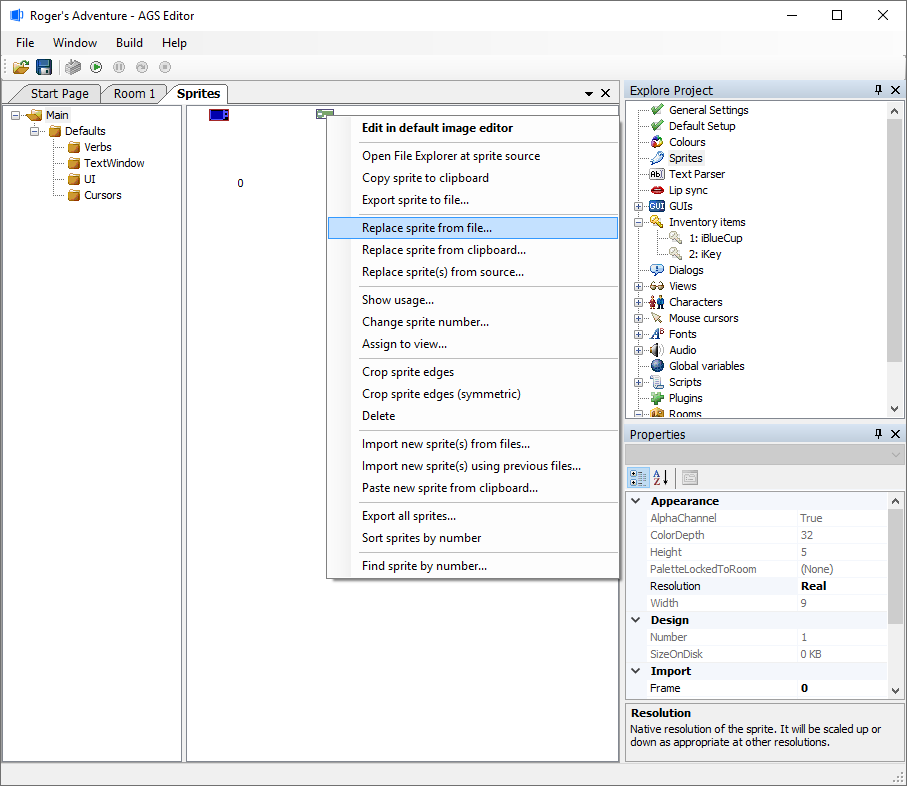 Roger's Adventure - AGS Editor
File Window Build Help
Start Page Room 1 Sprites
Main
Defaults
Verbs
TextWindow
UI
Cursors
0
Edit in default image editor
Open File Explorer at sprite source
Copy sprite to clipboard
Export sprite to file...
Replace sprite from file...
Replace sprite from clipboard...
Replace sprite(s) from source...
Show usage...
Change sprite number...
Assign to view...
Crop sprite edges
Crop sprite edges (symmetric)
Delete
Import new sprite(s) from files...
Import new sprite(s) using previous files...
Paste new sprite from clipboard...
Export all sprites...
Sort sprites by number
Find sprite by number...
Explore Project
General Settings
Default Setup
Colours
Sprites
Ab Text Parser
Lip sync
GUI GUIs
Inventory items
1: iBlueCup
2: iKey
Dialogs
Views
Characters
Mouse cursors
Fonts
Audio
Global variables
Scripts
Plugins
Rooms
Properties
Appearance
AlphaChannel True
ColorDepth 32
Height 5
PaletteLockedToRoom (None)
Resolution Real
Width 9
Design
Number 1
SizeOnDisk 0 KB
Import
Frame 0
Resolution
Native resolution of the sprite. It will be scaled up or
down as appropriate at other resolutions.